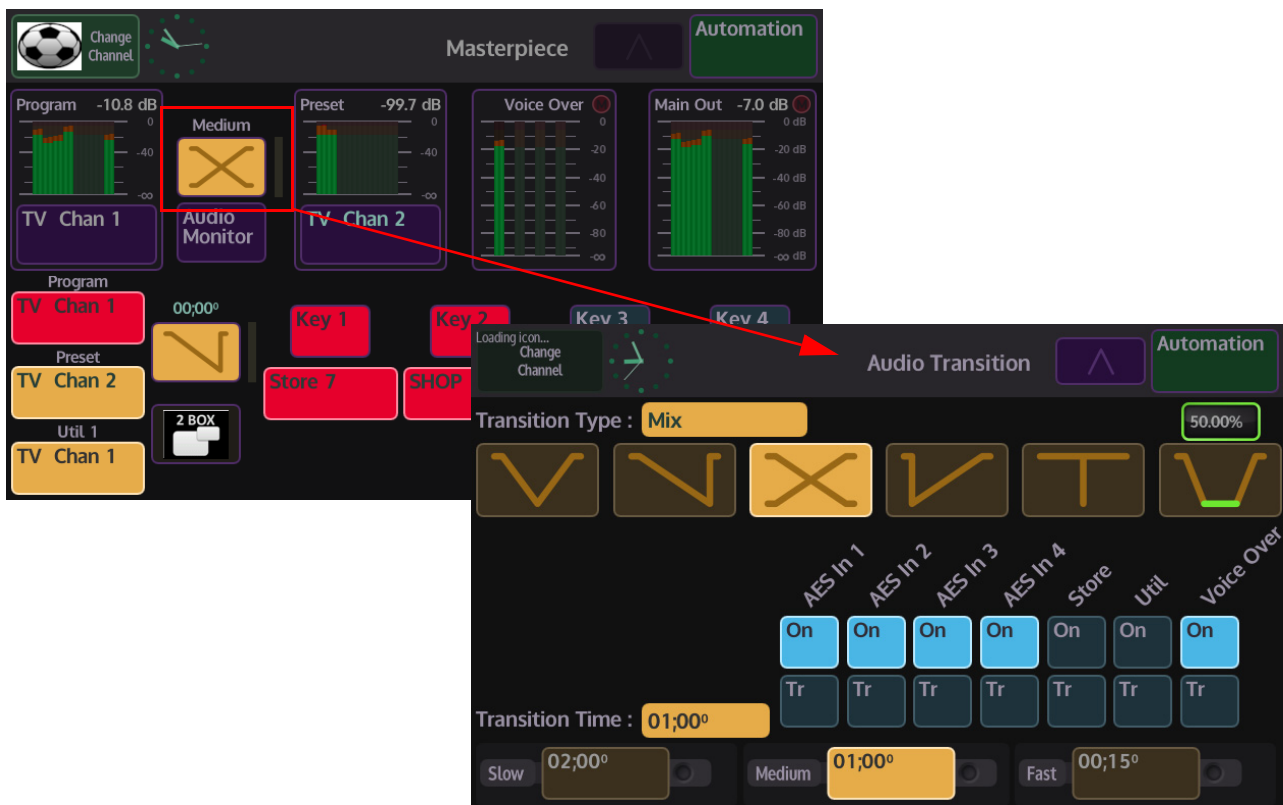 Change
Channel
Masterpiece
Automation
Program -10.8 dB
0
-40
-∞
TV Chan 1
Medium
Audio
Monitor
Preset -99.7 dB
0
-40
-∞
TV Chan 2
Voice Over
0
-20
-40
-60
-80
-∞
Main Out -7.0 dB
0 dB
-20 dB
-40 dB
-60 dB
-80 dB
-∞ dB
Program
TV Chan 1
00;00⁰
Key 1
Key 2
Key 3
Key 4
Preset
TV Chan 2
Store 7
SHOP
Util 1
TV Chan 1
2 BOX
Loading icon...
Change
Channel
Audio Transition
Automation
Transition Type : Mix
50.00%
AES In 1
AES In 2
AES In 3
AES In 4
Store
Util
Voice Over
On On On On On On On
Tr Tr Tr Tr Tr Tr Tr
Transition Time : 01;00⁰
Slow 02;00⁰
Medium 01;00⁰
Fast 00;15⁰